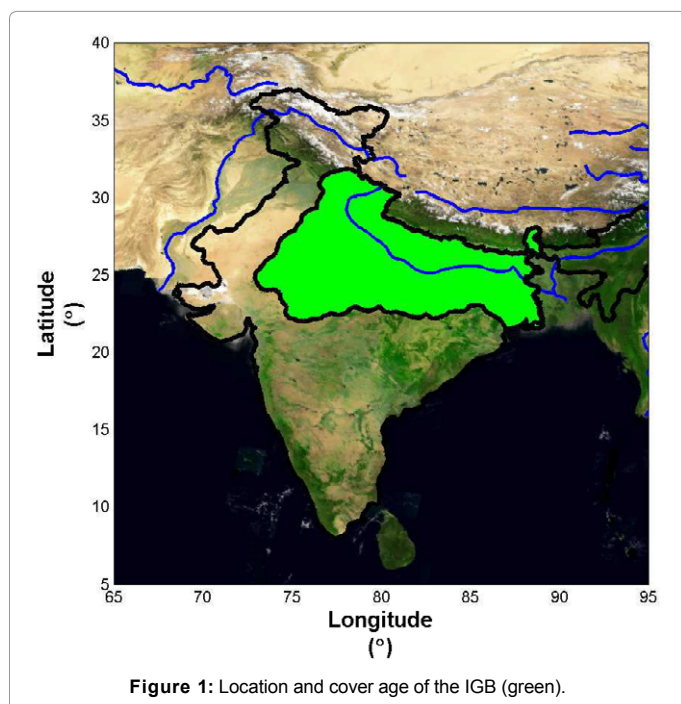 40
35
30
25
20
15
10
5
Latitude
(°)
65 70 75 80 85 90 95
Longitude
(°)
Figure 1: Location and cover age of the IGB (green).